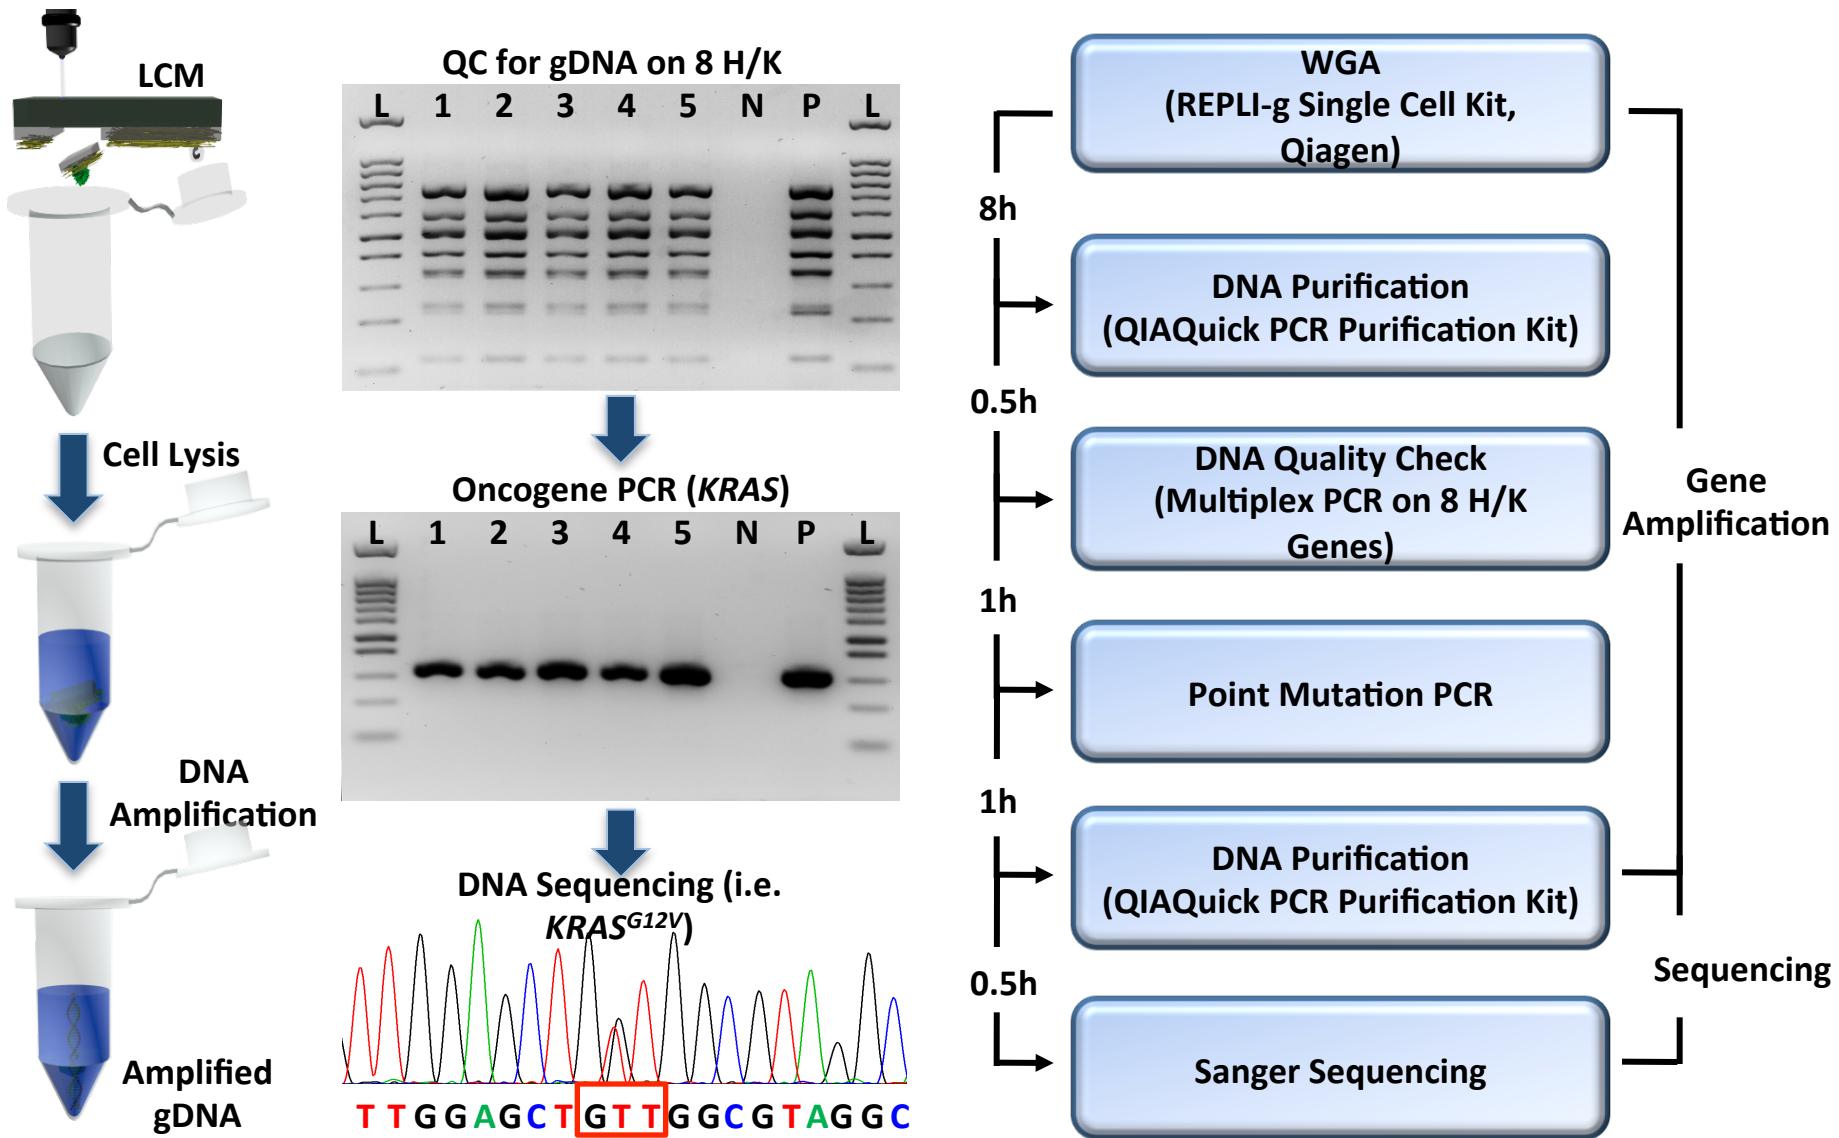 LCM
Cell Lysis
DNA
Amplification
Amplified
gDNA
QC for gDNA on 8 H/K
L 1 2 3 4 5 N P L
Oncogene PCR (KRAS)
L 1 2 3 4 5 N P L
DNA Sequencing (i.e.
KRASG12V)
T T G G A G C T G T T G G C G T A G G C
WGA
(REPLI-g Single Cell Kit,
Qiagen)
8h
DNA Purification
(QIAQuick PCR Purification Kit)
0.5h
DNA Quality Check
(Multiplex PCR on 8 H/K
Genes)
1h
Point Mutation PCR
1h
DNA Purification
(QIAQuick PCR Purification Kit)
0.5h
Sanger Sequencing
Gene
Amplification
Sequencing